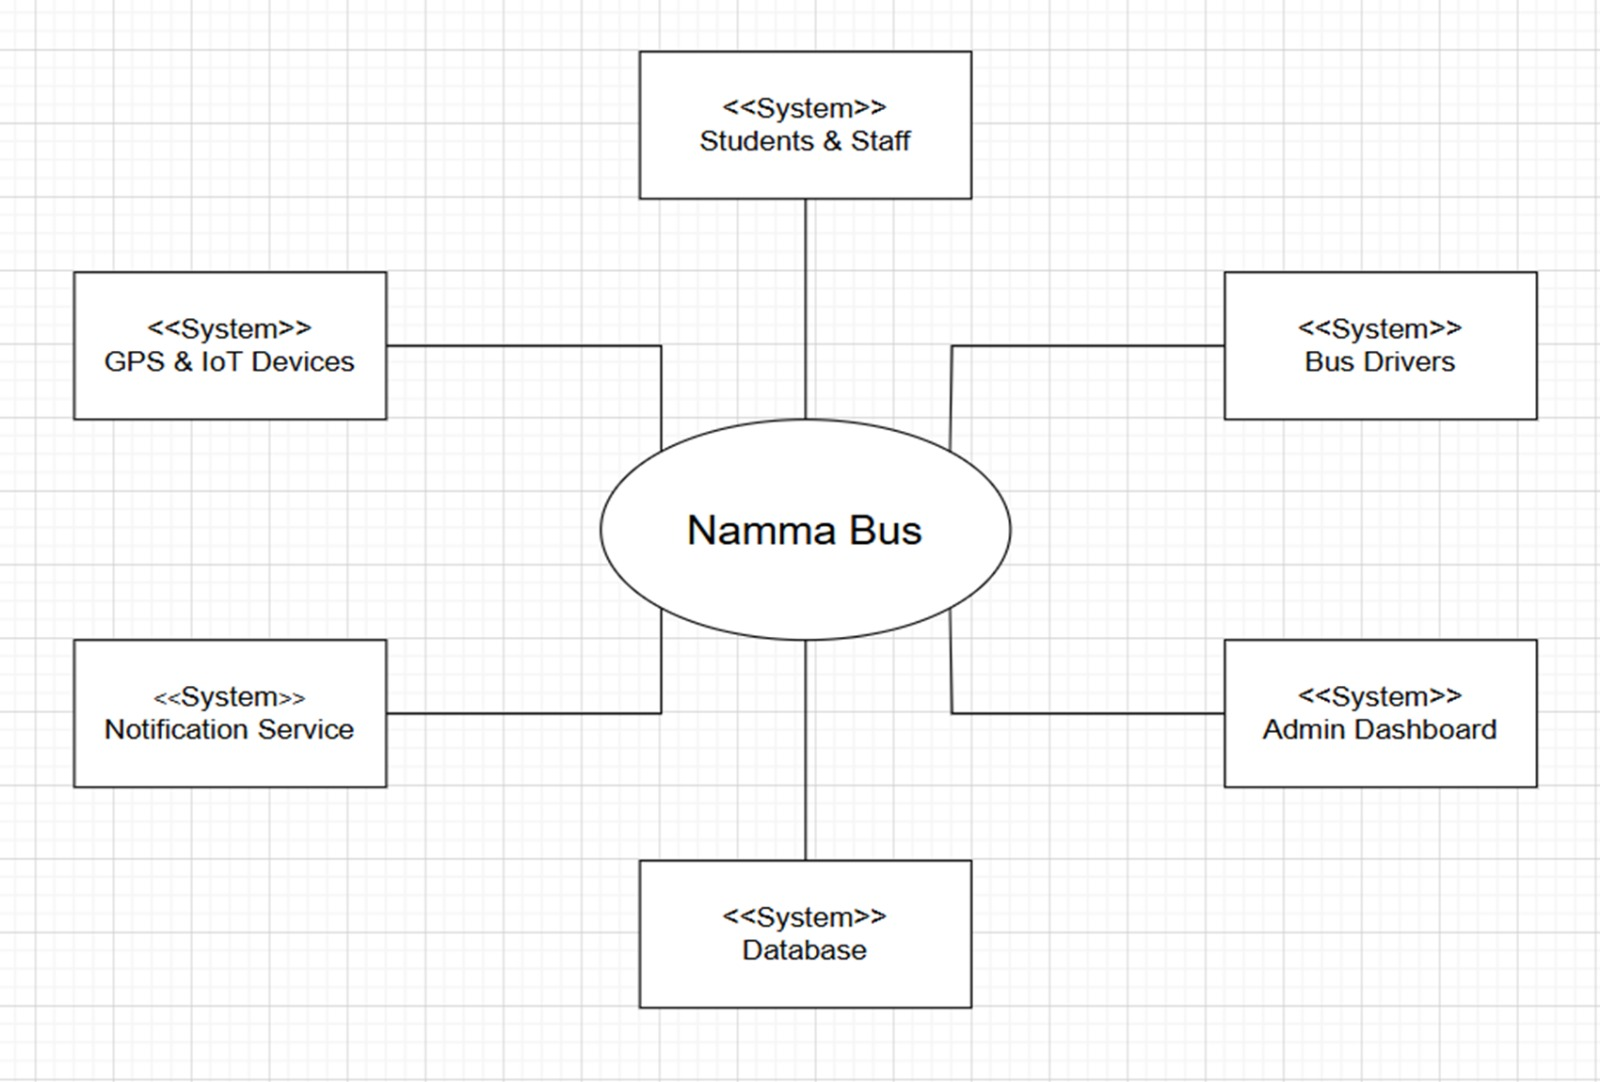 <<System>>
Students & Staff
<<System>>
GPS & IoT Devices
<<System>>
Bus Drivers
Namma Bus
<<System>>
Notification Service
<<System>>
Admin Dashboard
<<System>>
Database